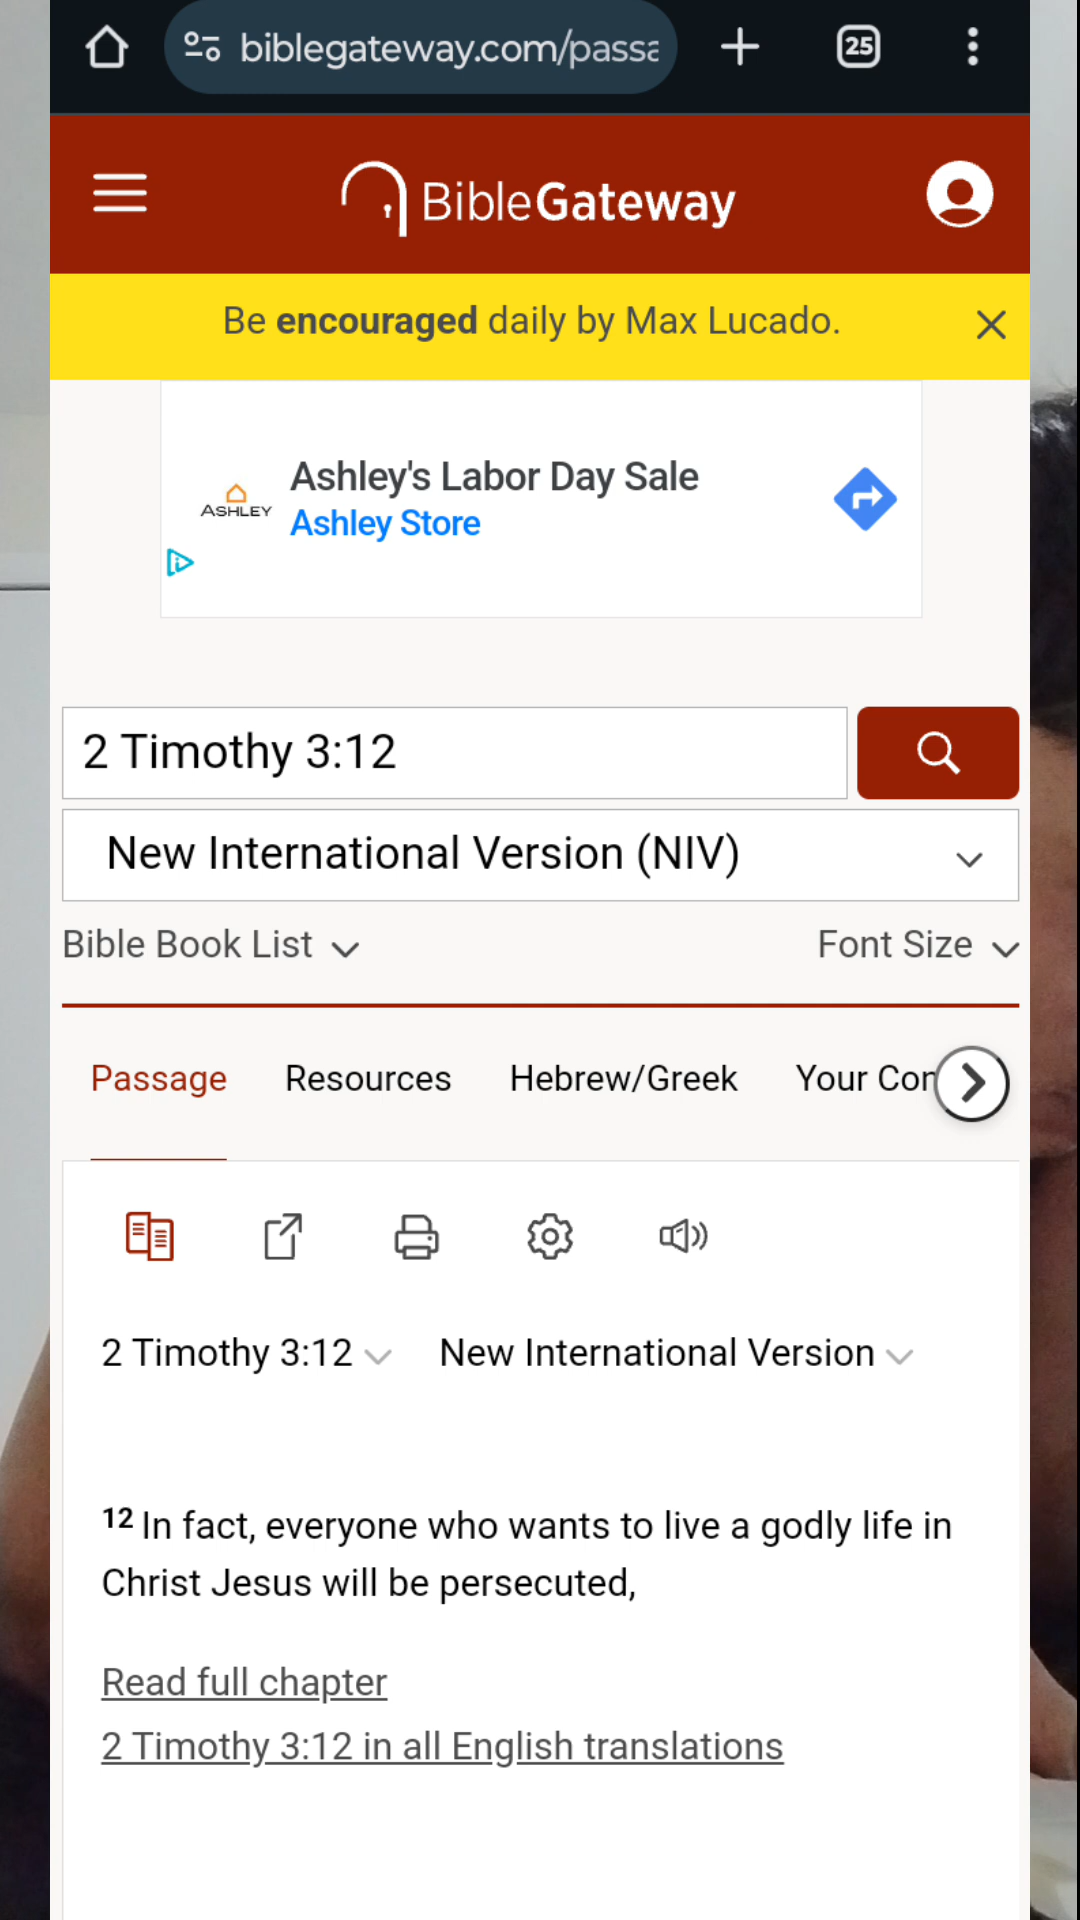 biblegateway.com/passa
25
BibleGateway
Be encouraged daily by Max Lucado.
Ashley's Labor Day Sale
ASHLEY
Ashley Store
2 Timothy 3:12
New International Version (NIV)
Bible Book List
Font Size
Passage Resources Hebrew/Greek Your Con
2 Timothy 3:12 New International Version
12 In fact, everyone who wants to live a godly life in
Christ Jesus will be persecuted,
Read full chapter
2 Timothy 3:12 in all English translations